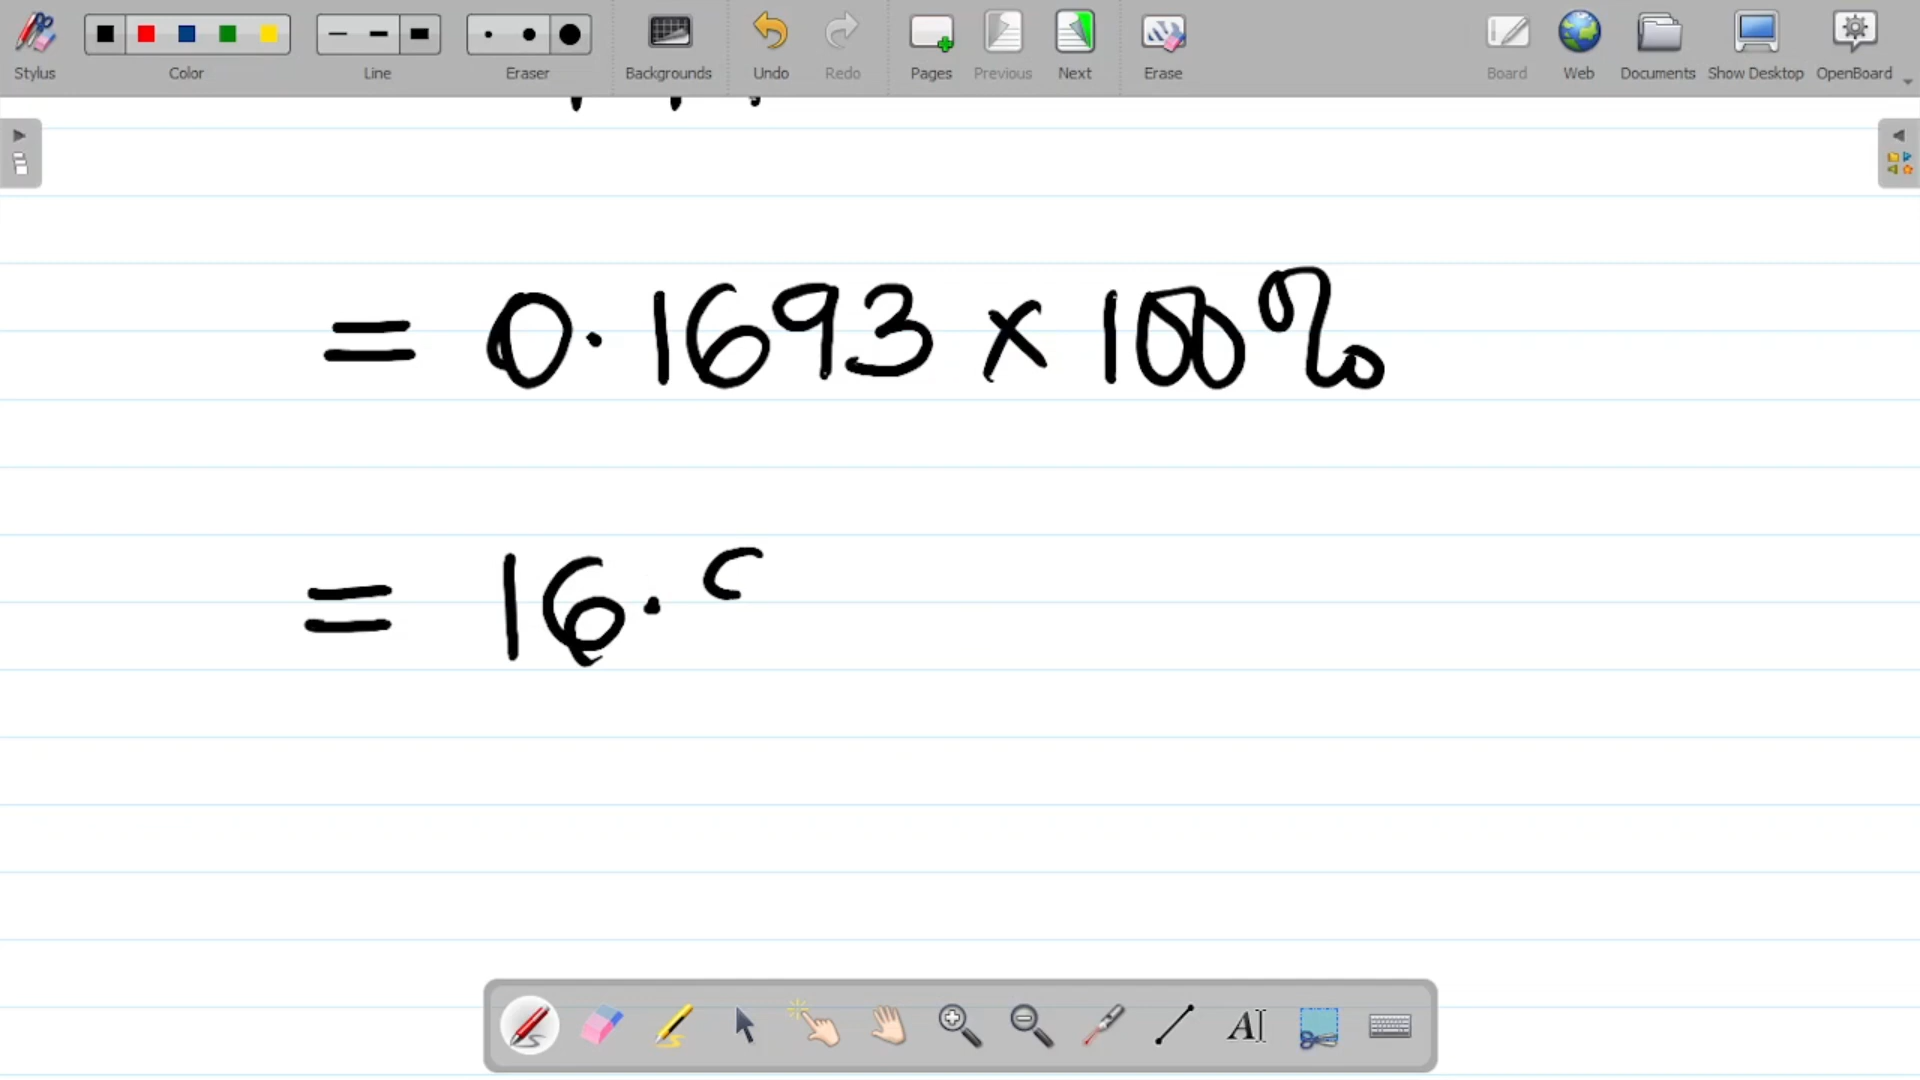 Stylus Color Line Eraser Backgrounds Undo Redo Pages Previous Next Erase Board Web Documents Show Desktop OpenBoard
= 0.1693 × 100%
= 16.
AI